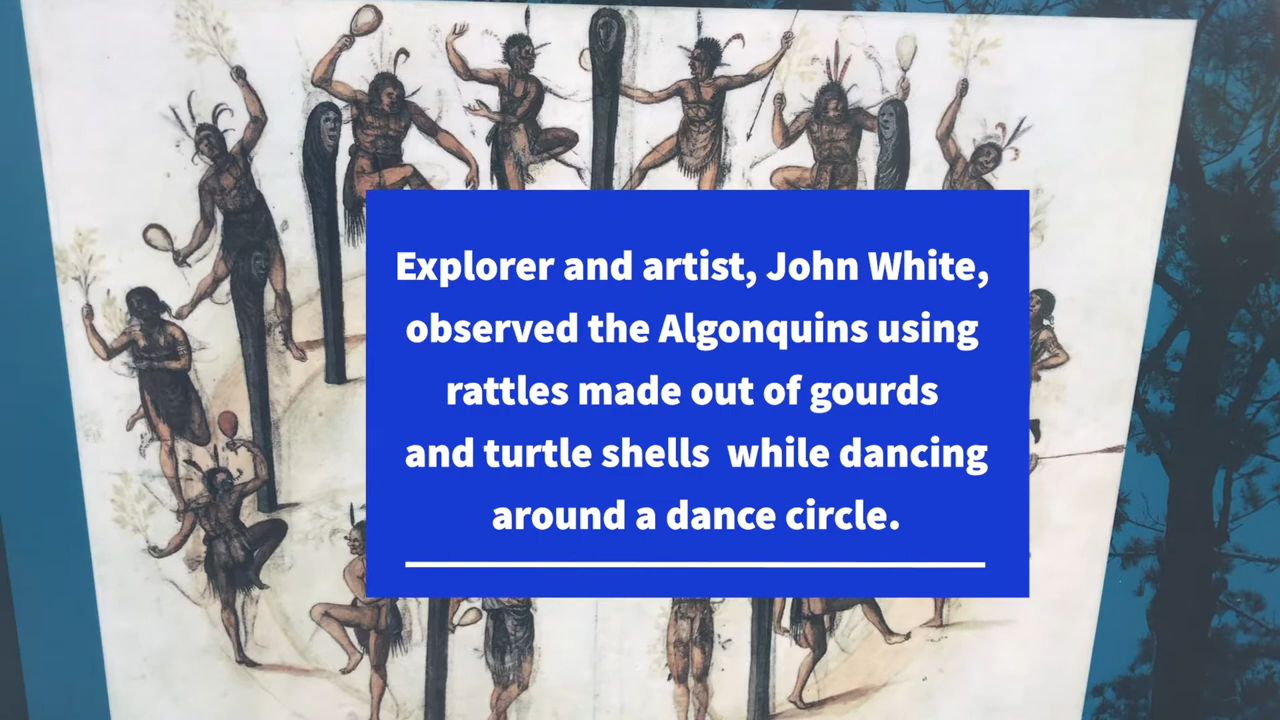 Explorer and artist, John White,
observed the Algonquins using
rattles made out of gourds
and turtle shells  while dancing
around a dance circle.